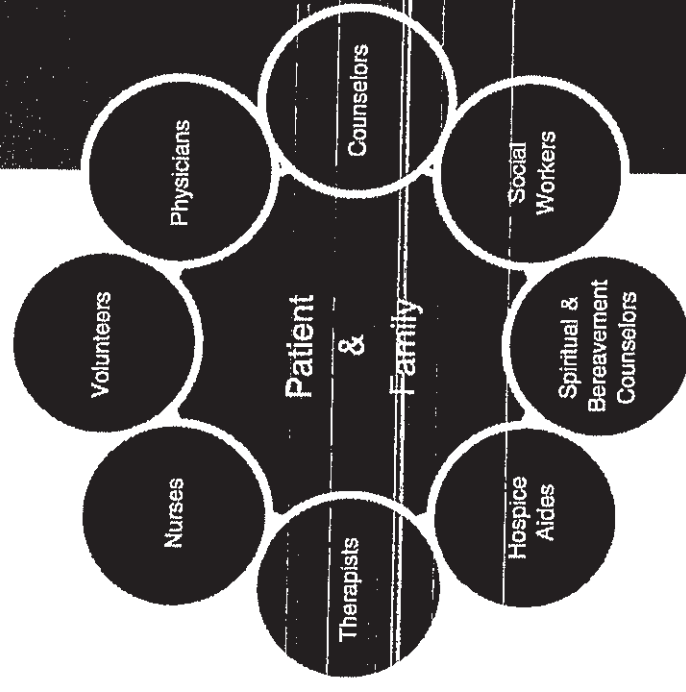 Therapists
Nurses
Volunteers
Physicians
Counselors
Social
Workers
Spiritual &
Bereavement
Counselors
Hospice
Aides
Patient
&
Family